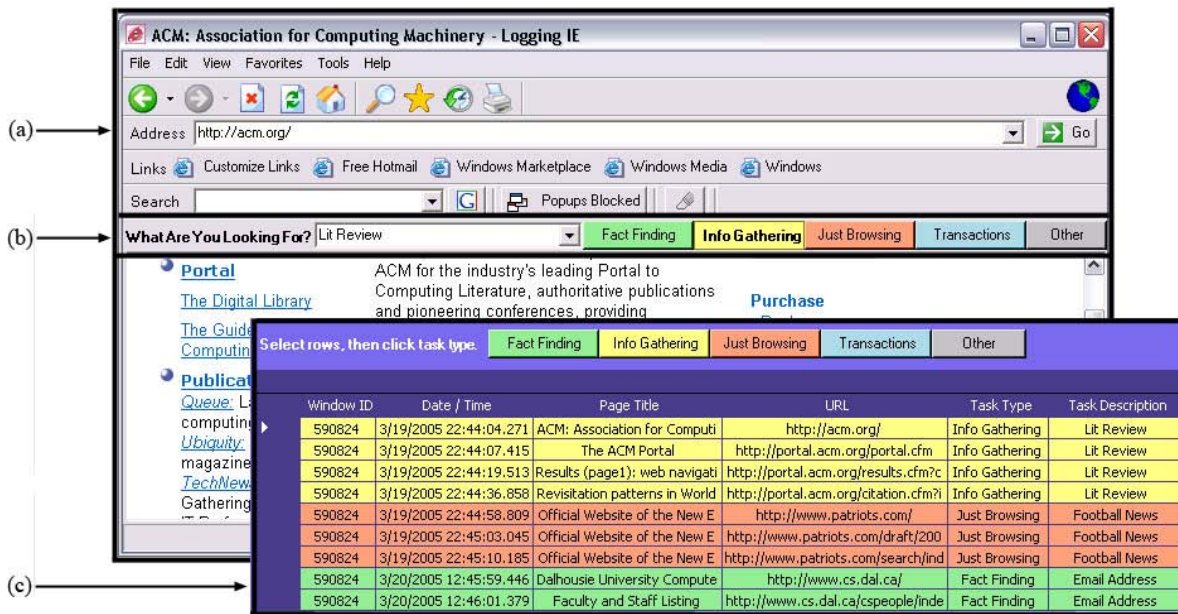 ACM: Association for Computing Machinery - Logging IE
File Edit View Favorites Tools Help
(a)
Address http://acm.org/ Go
Links Customize Links Free Hotmail Windows Marketplace Windows Media Windows
Search G Popups Blocked
(b)
What Are You Looking For? Lit Review Fact Finding Info Gathering Just Browsing Transactions Other
Portal
The Digital Library
The Guide
Computin
ACM for the industry's leading Portal to
Computing Literature, authoritative publications
and pioneering conferences, providing
Purchase
Publicat
Queue: La
computing
Ubiquity:
magazine
TechNew
Gathering
Select rows, then click task type. Fact Finding Info Gathering Just Browsing Transactions Other
Window ID Date / Time Page Title URL Task Type Task Description
590824 3/19/2005 22:44:04.271 ACM: Association for Computi http://acm.org/ Info Gathering Lit Review
590824 3/19/2005 22:44:07.415 The ACM Portal http://portal.acm.org/portal.cfm Info Gathering Lit Review
590824 3/19/2005 22:44:19.513 Results (page1): web navigati http://portal.acm.org/results.cfm?c Info Gathering Lit Review
590824 3/19/2005 22:44:36.858 Revisitation patterns in World http://portal.acm.org/citation.cfm?i Info Gathering Lit Review
590824 3/19/2005 22:44:58.809 Official Website of the New E http://www.patriots.com/ Just Browsing Football News
590824 3/19/2005 22:45:03.045 Official Website of the New E http://www.patriots.com/draft/200 Just Browsing Football News
590824 3/19/2005 22:45:10.185 Official Website of the New E http://www.patriots.com/search/ind Just Browsing Football News
(c)
590824 3/20/2005 12:45:59.446 Dalhousie University Compute http://www.cs.dal.ca/ Fact Finding Email Address
590824 3/20/2005 12:46:01.379 Faculty and Staff Listing http://www.cs.dal.ca/cspeople/inde Fact Finding Email Address